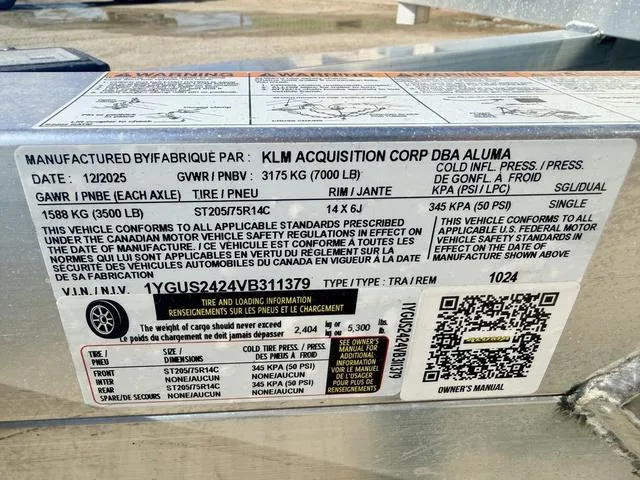 WARNING WARNING WARNING WARNING
MANUFACTURED BY/FABRIQUÉ PAR : KLM ACQUISITION CORP DBA ALUMA
DATE : 12/2025 GVWR / PNBV : 3175 KG (7000 LB) COLD INFL. PRESS. / PRESS. DE GONFL. A FROID
GAWR / PNBE (EACH AXLE) TIRE / PNEU RIM / JANTE KPA (PSI / LPC) SGL/DUAL
1588 KG (3500 LB) ST205/75R14C 14 X 6J 345 KPA (50 PSI) SINGLE
THIS VEHICLE CONFORMS TO ALL APPLICABLE STANDARDS PRESCRIBED
UNDER THE CANADIAN MOTOR VEHICLE SAFETY REGULATIONS IN EFFECT ON
THE DATE OF MANUFACTURE. / CE VÉHICULE EST CONFORME À TOUTES LES
NORMES QUI LUI SONT APPLICABLES EN VERTU DU RÈGLEMENT SUR LA
SÉCURITÉ DES VÉHICULES AUTOMOBILES DU CANADA EN VIGUEUR À LA DATE
DE SA FABRICATION
THIS VEHICLE CONFORMS TO ALL
APPLICABLE U.S. FEDERAL MOTOR
VEHICLE SAFETY STANDARDS IN
EFFECT ON THE DATE OF
MANUFACTURE SHOWN ABOVE
V.I.N. / N.I.V. 1YGUS2424VB311379 TYPE / TYPE : TRA / REM 1024
TIRE AND LOADING INFORMATION
RENSEIGNEMENTS SUR LES PNEUS ET LE CHARGEMENT
The weight of cargo should never exceed
Le poids du chargement ne doit jamais dépasser 2,404 kg or kg ou 5,300 lbs. lb.
TIRE / PNEU SIZE / DIMENSIONS COLD TIRE PRESS. / PRESS DES PNEUS À FROID
FRONT ST205/75R14C 345 KPA (50 PSI)
INTER NONE/AUCUN NONE/AUCUN
REAR ST205/75R14C 345 KPA (50 PSI)
SPARE/DE SECOURS NONE/AUCUN NONE/AUCUN
SEE OWNER'S
MANUAL FOR
ADDITIONAL
INFORMATION
VOIR LE MANUEL
DE L'USAGER
POUR PLUS DE
RENSEIGNEMENTS
1YGUS2424VB311379
OWNER'S MANUAL